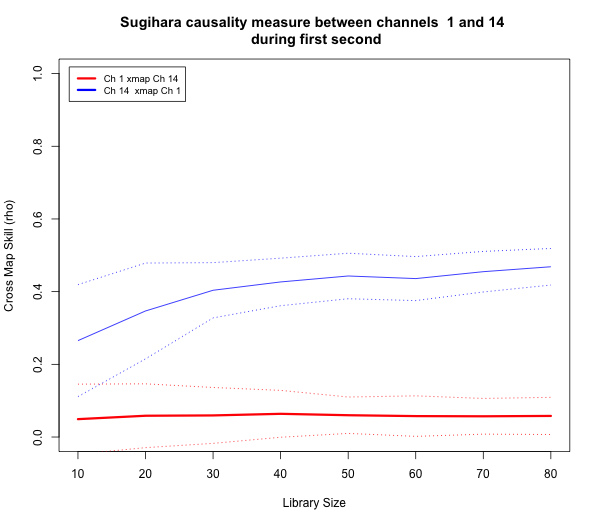 Sugihara causality measure between channels  1 and 14
during first second
Ch 1 xmap Ch 14
Ch 14  xmap Ch 1
Cross Map Skill (rho)
1.0
0.8
0.6
0.4
0.2
0.0
10 20 30 40 50 60 70 80
Library Size